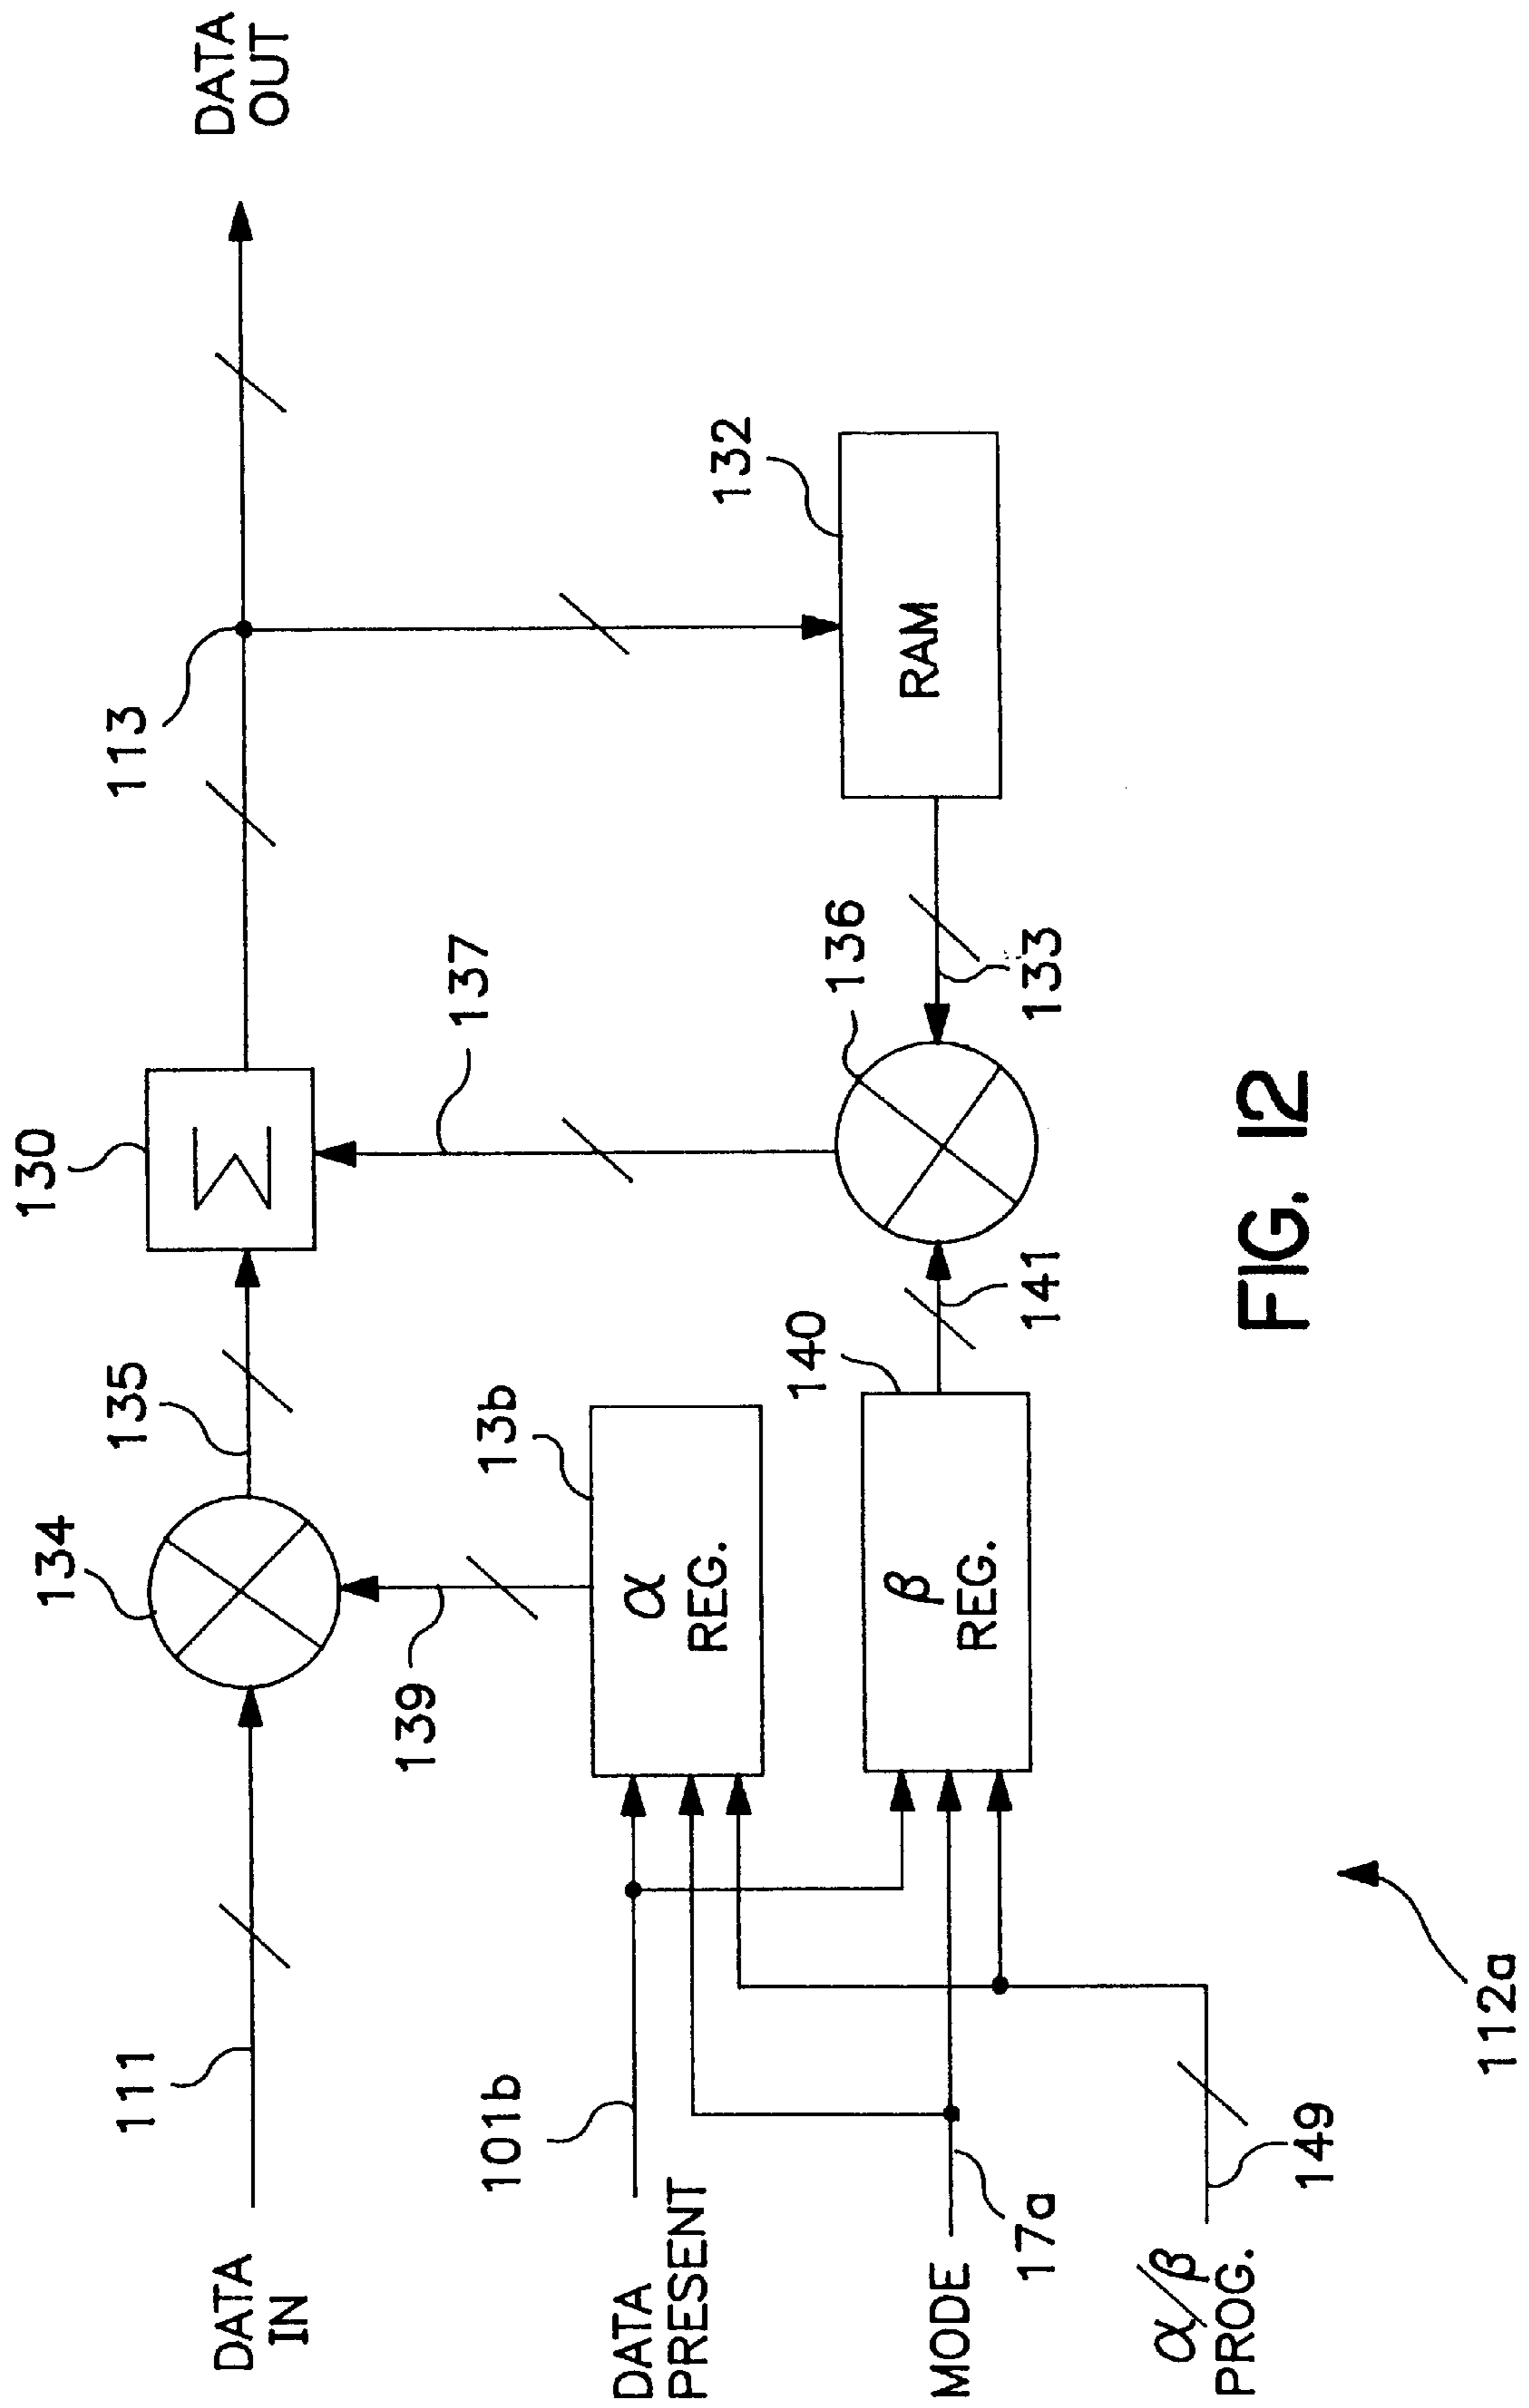 130
113
DATA
OUT
134
135
137
132
111
DATA
IN
Σ
139
13b
α
REG.
136
RAM
101b
DATA
PRESENT
140
β
REG.
141
133
MODE
17a
α/β
PROG.
149
112a
FIG. 12